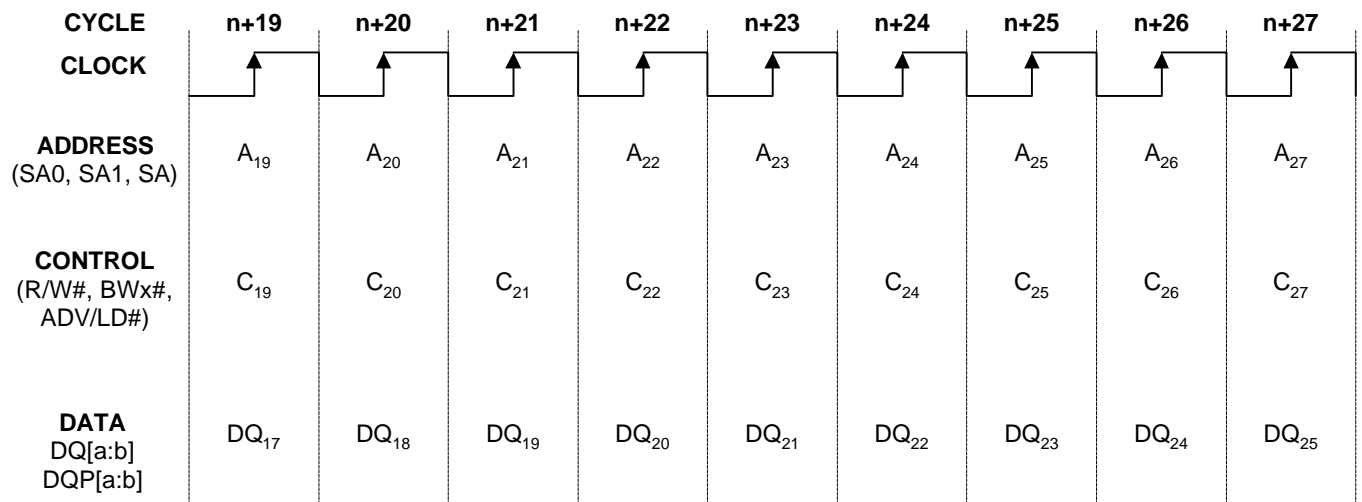 CYCLE n+19 n+20 n+21 n+22 n+23 n+24 n+25 n+26 n+27
CLOCK
ADDRESS
(SA0, SA1, SA) A19 A20 A21 A22 A23 A24 A25 A26 A27
CONTROL
(R/W#, BWx#, C19 C20 C21 C22 C23 C24 C25 C26 C27
ADV/LD#)
DATA
DQ[a:b] DQ17 DQ18 DQ19 DQ20 DQ21 DQ22 DQ23 DQ24 DQ25
DQP[a:b]